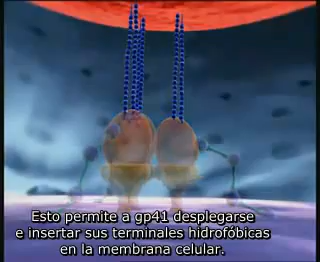 Esto permite a gp41 desplegarse
e insertar sus terminales hidrofóbicas
en la membrana celular.